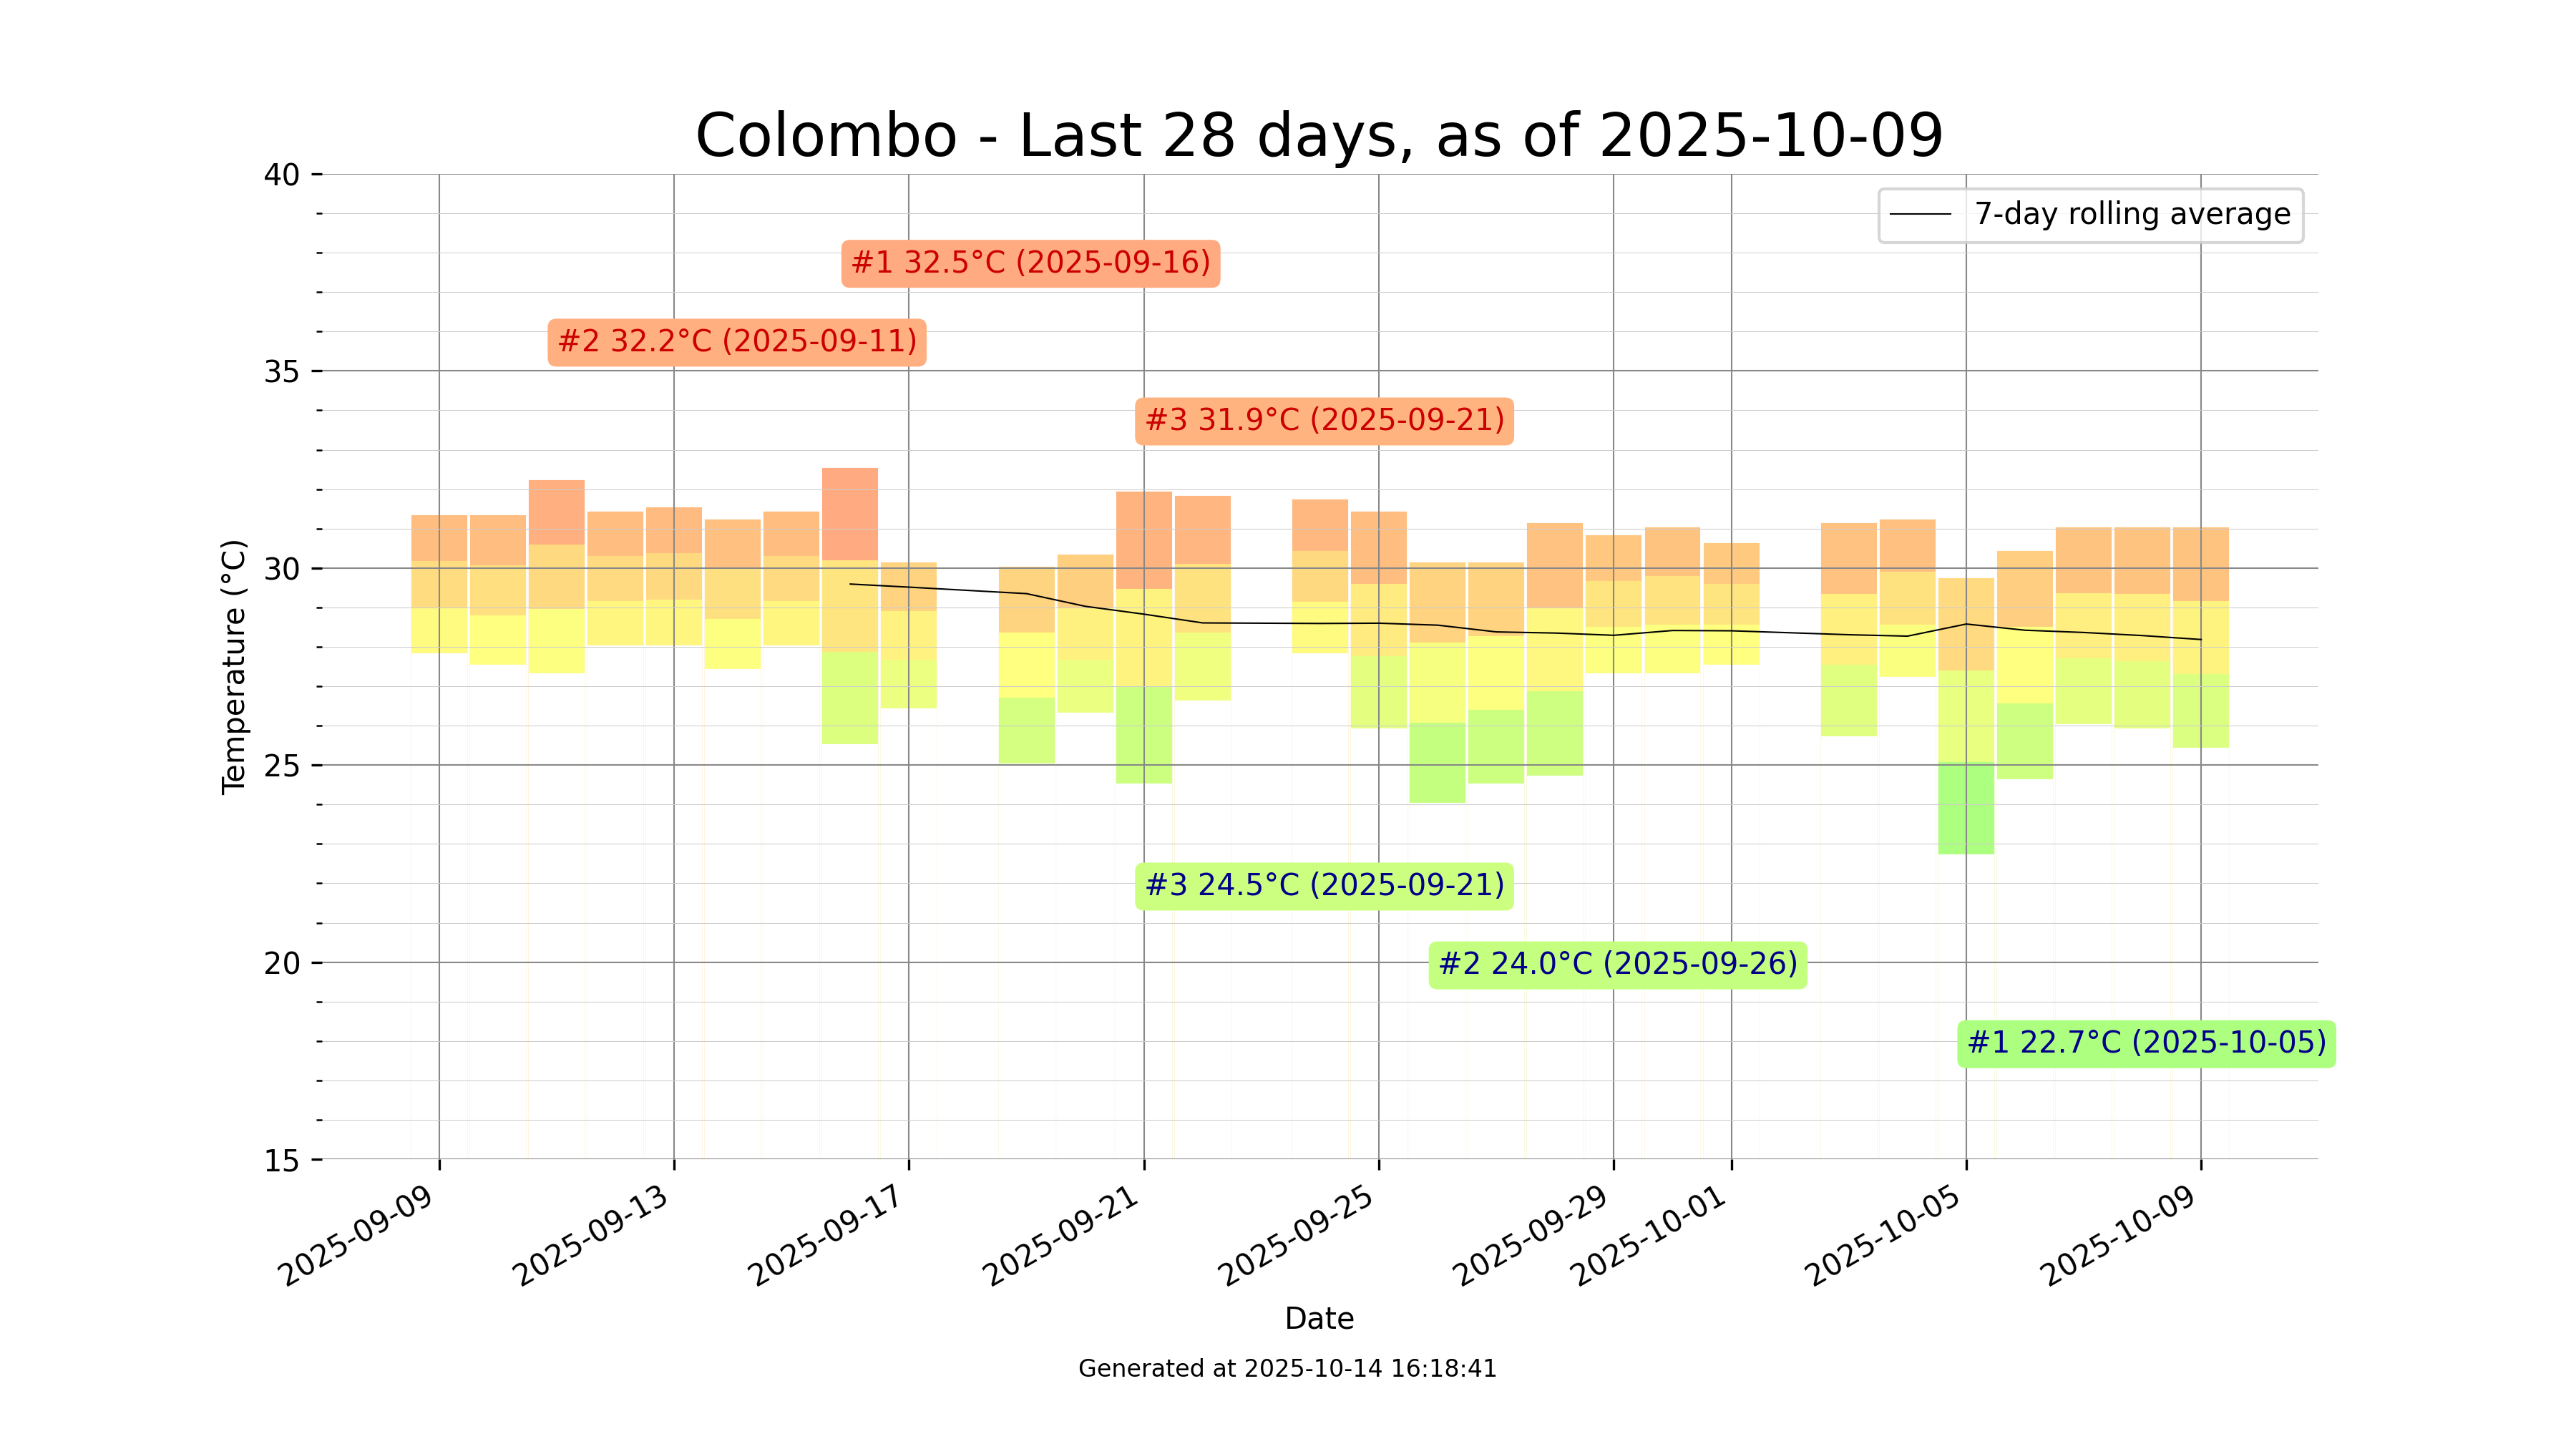 Colombo - Last 28 days, as of 2025-10-09
7-day rolling average
#1 32.5°C (2025-09-16)
#2 32.2°C (2025-09-11)
#3 31.9°C (2025-09-21)
#3 24.5°C (2025-09-21)
#2 24.0°C (2025-09-26)
#1 22.7°C (2025-10-05)
Temperature (°C)
40
35
30
25
20
15
2025-09-09
2025-09-13
2025-09-17
2025-09-21
2025-09-25
2025-09-29
2025-10-01
2025-10-05
2025-10-09
Date
Generated at 2025-10-14 16:18:41